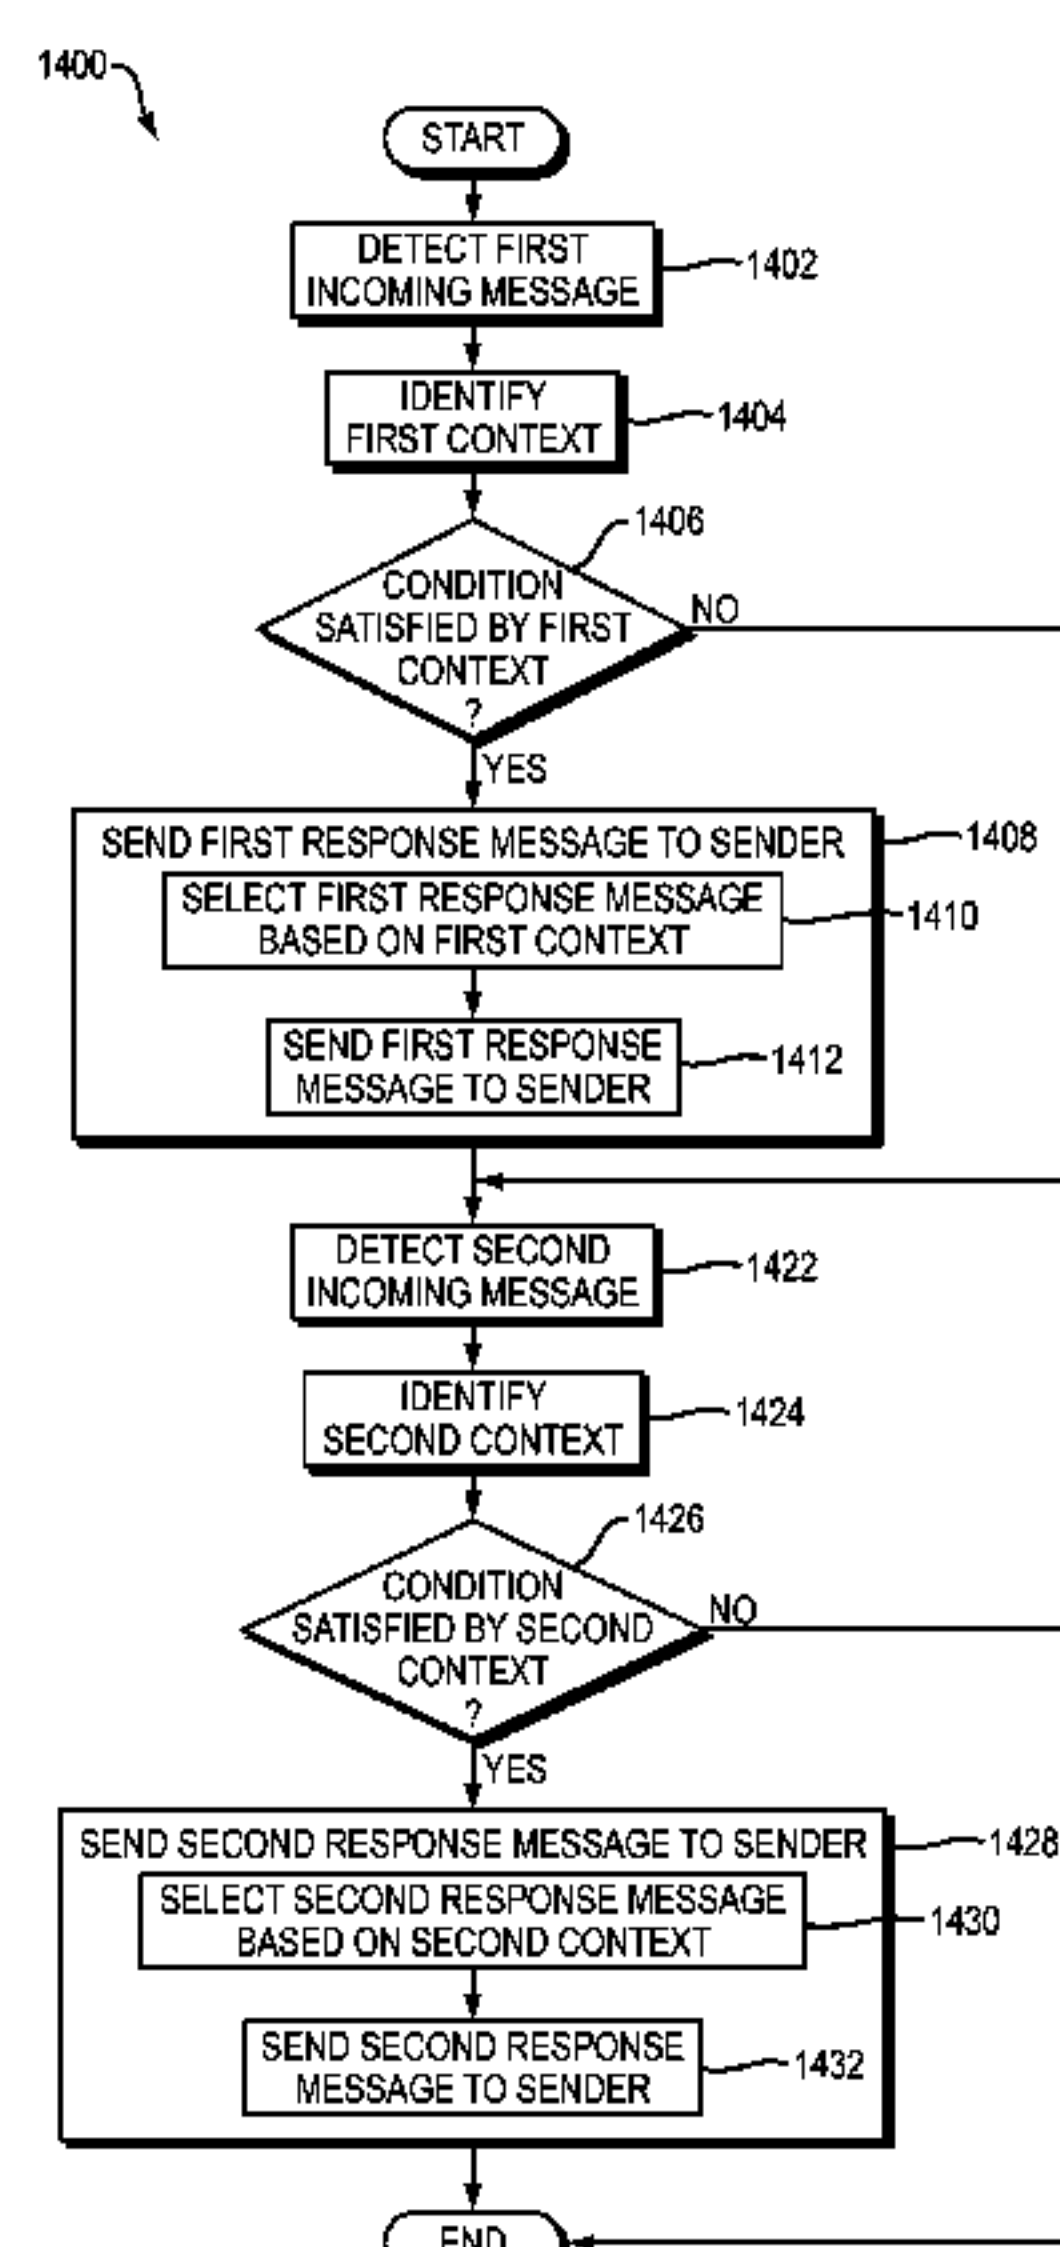 1400
START
DETECT FIRST
INCOMING MESSAGE
1402
IDENTIFY
FIRST CONTEXT
1404
1406
CONDITION
SATISFIED BY FIRST
CONTEXT
?
NO
YES
SEND FIRST RESPONSE MESSAGE TO SENDER
1408
SELECT FIRST RESPONSE MESSAGE
BASED ON FIRST CONTEXT
1410
SEND FIRST RESPONSE
MESSAGE TO SENDER
1412
DETECT SECOND
INCOMING MESSAGE
1422
IDENTIFY
SECOND CONTEXT
1424
1426
CONDITION
SATISFIED BY SECOND
CONTEXT
?
NO
YES
SEND SECOND RESPONSE MESSAGE TO SENDER
1428
SELECT SECOND RESPONSE MESSAGE
BASED ON SECOND CONTEXT
1430
SEND SECOND RESPONSE
MESSAGE TO SENDER
1432
END